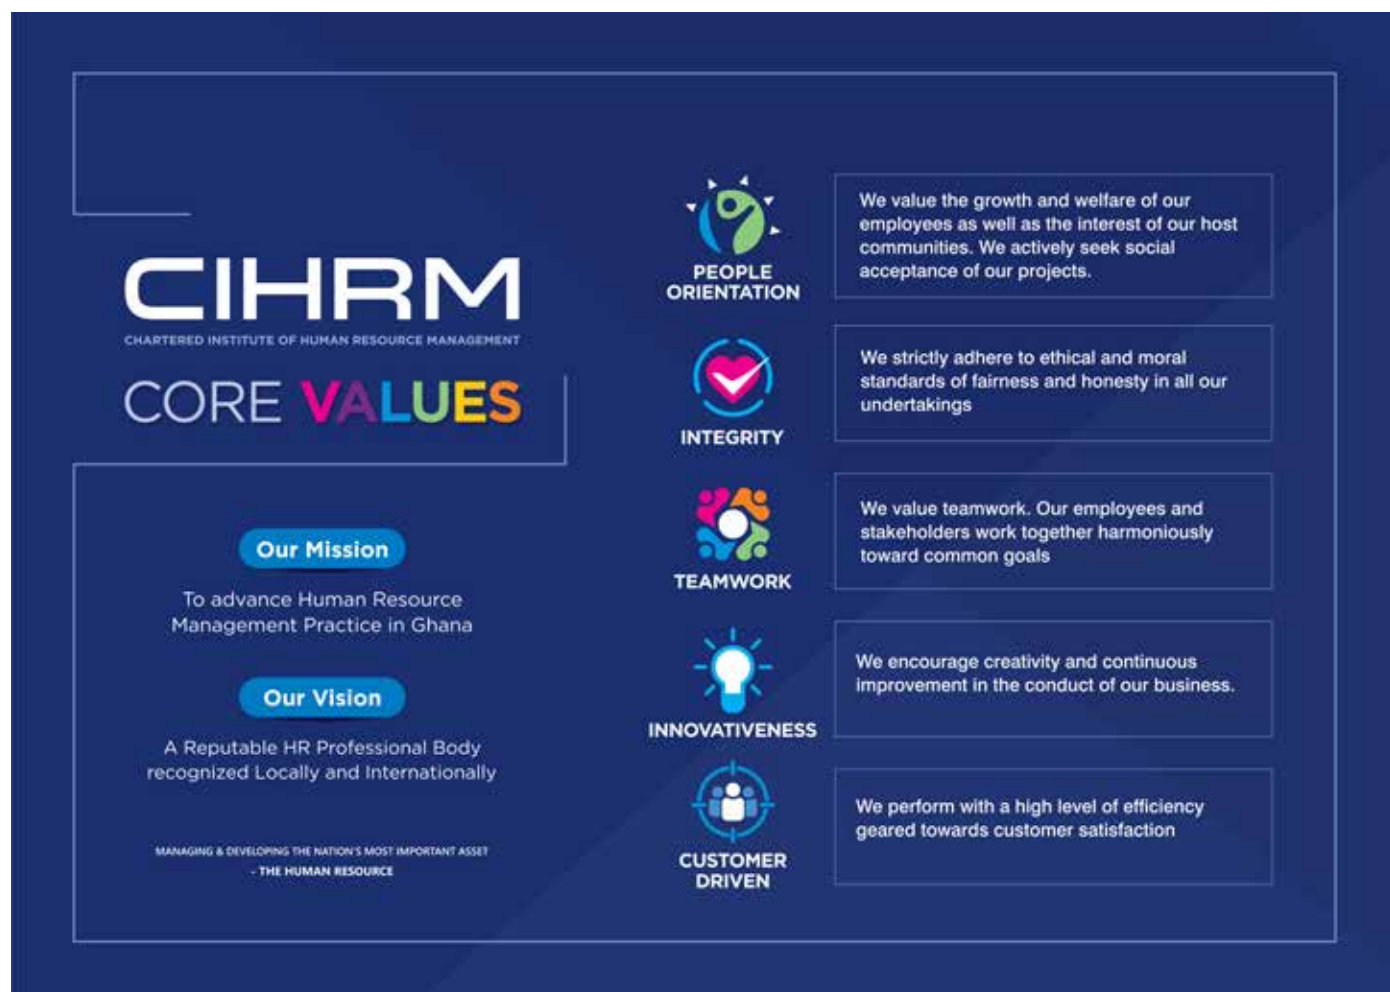 CIHRM
CHARTERED INSTITUTE OF HUMAN RESOURCE MANAGEMENT
CORE VALUES
Our Mission
To advance Human Resource
Management Practice in Ghana
Our Vision
A Reputable HR Professional Body
recognized Locally and Internationally
MANAGING & DEVELOPING THE NATION'S MOST IMPORTANT ASSET
- THE HUMAN RESOURCE
PEOPLE
ORIENTATION
We value the growth and welfare of our
employees as well as the interest of our host
communities. We actively seek social
acceptance of our projects.
INTEGRITY
We strictly adhere to ethical and moral
standards of fairness and honesty in all our
undertakings
TEAMWORK
We value teamwork. Our employees and
stakeholders work together harmoniously
toward common goals
INNOVATIVENESS
We encourage creativity and continuous
improvement in the conduct of our business.
CUSTOMER
DRIVEN
We perform with a high level of efficiency
geared towards customer satisfaction